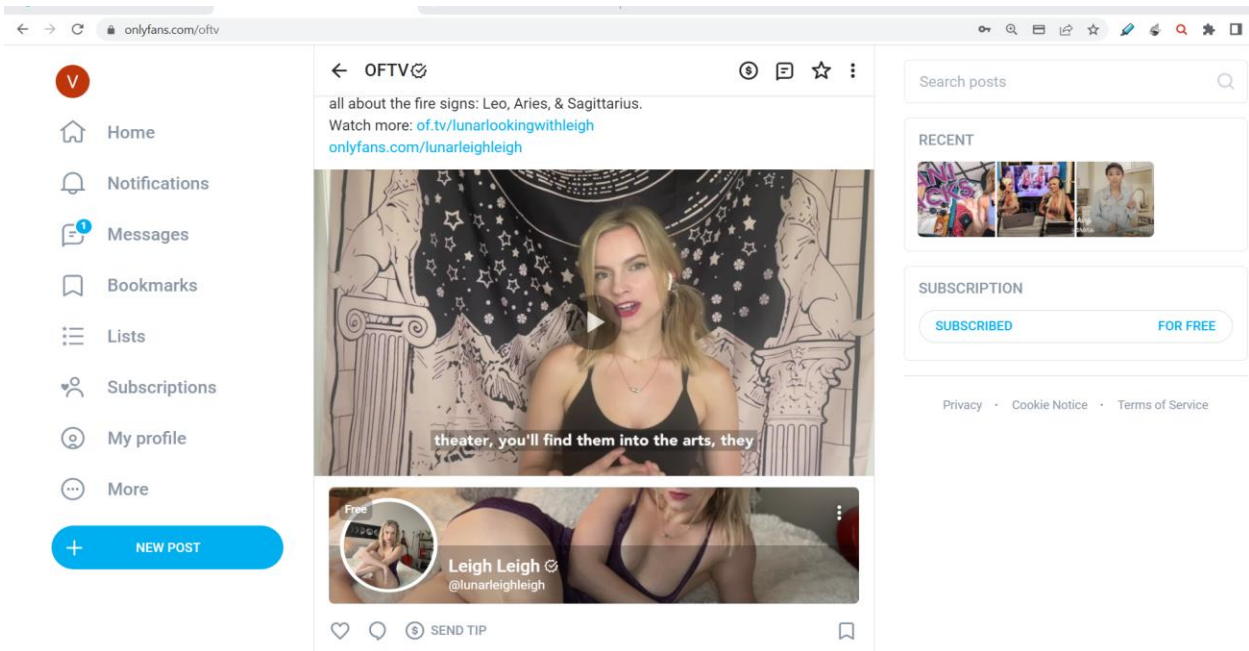 onlyfans.com/oftv
V
Home
Notifications
1
Messages
Bookmarks
Lists
Subscriptions
My profile
More
NEW POST
OFTV
all about the fire signs: Leo, Aries, & Sagittarius.
Watch more: of.tv/lunarlookingwithleigh
onlyfans.com/lunarleighleigh
theater, you'll find them into the arts, they
Free
Leigh Leigh
@lunarleighleigh
SEND TIP
Search posts
RECENT
SUBSCRIPTION
SUBSCRIBED FOR FREE
Privacy · Cookie Notice · Terms of Service